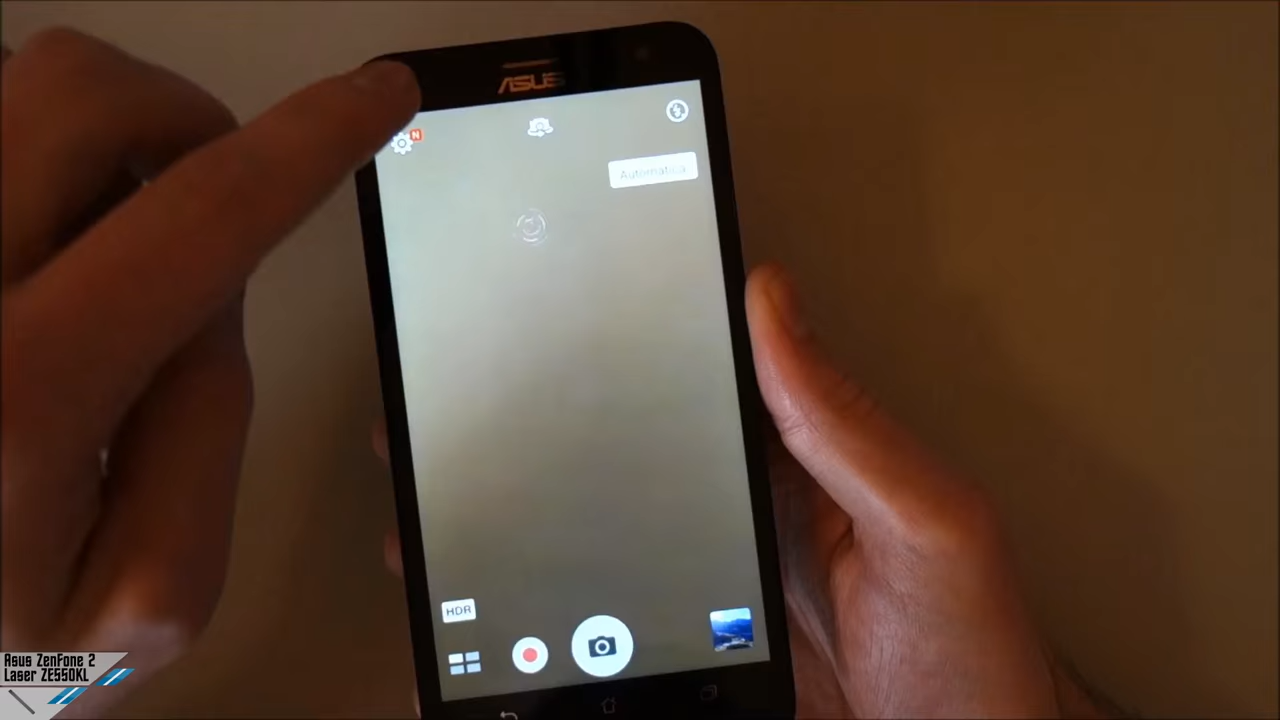 ASUS
N
Automatica
HDR
Asus ZenFone 2
Laser ZE550KL